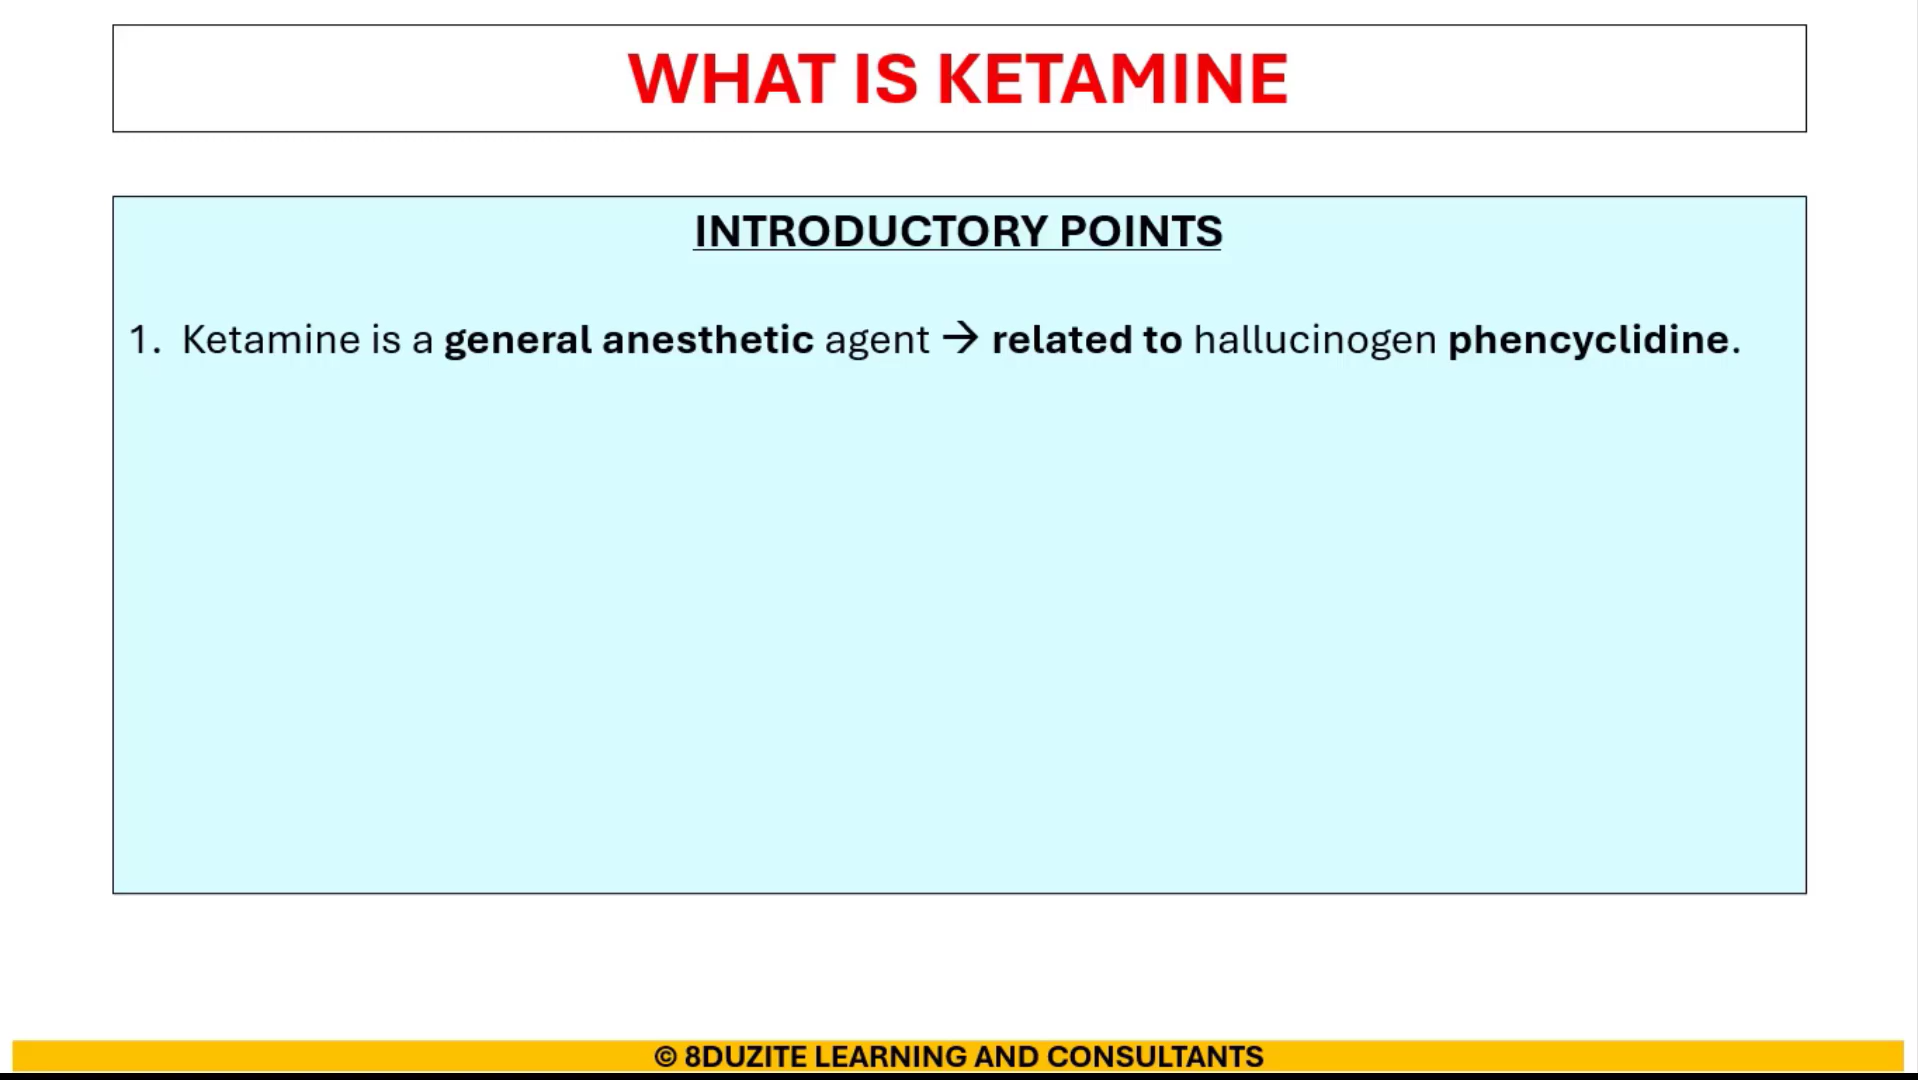 WHAT IS KETAMINE
INTRODUCTORY POINTS
1. Ketamine is a general anesthetic agent → related to hallucinogen phencyclidine.
© 8DUZITE LEARNING AND CONSULTANTS